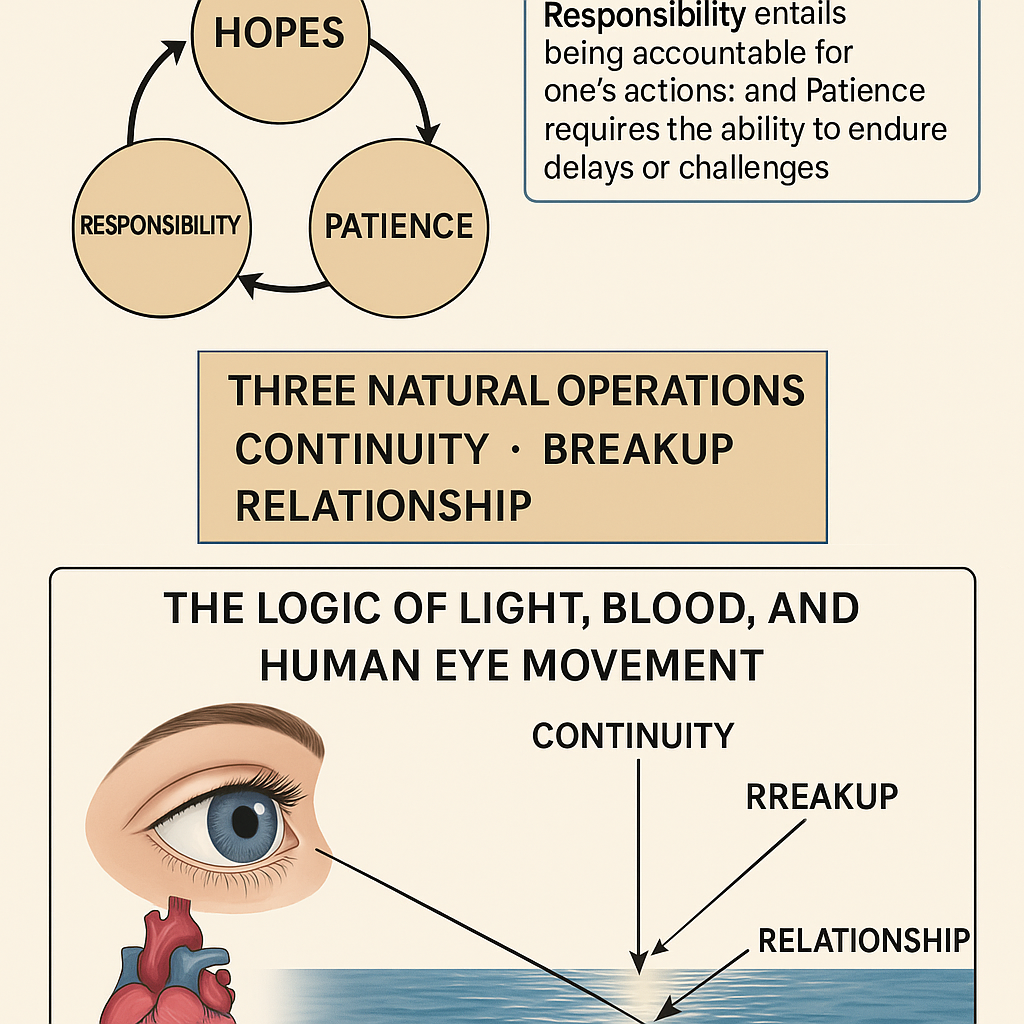 HOPES
RESPONSIBILITY
PATIENCE
Responsibility entails
being accountable for
one's actions: and Patience
requires the ability to endure
delays or challenges
THREE NATURAL OPERATIONS
CONTINUITY · BREAKUP
RELATIONSHIP
THE LOGIC OF LIGHT, BLOOD, AND
HUMAN EYE MOVEMENT
CONTINUITY
RREAKUP
RELATIONSHIP